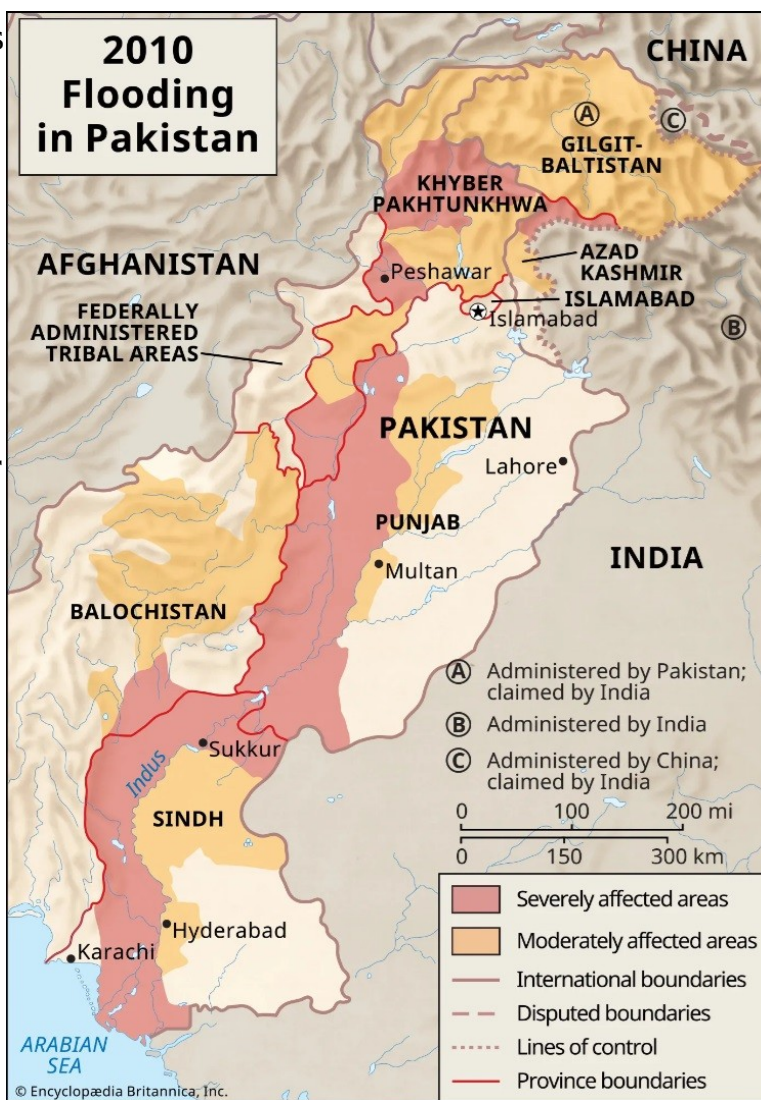 2010
Flooding
in Pakistan
CHINA
A
C
GILGIT-
BALTISTAN
KHYBER
PAKHTUNKHWA
AFGHANISTAN
AZAD
KASHMIR
Peshawar
ISLAMABAD
Islamabad
FEDERALLY
ADMINISTERED
TRIBAL AREAS
B
PAKISTAN
Lahore
PUNJAB
INDIA
Multan
BALOCHISTAN
A Administered by Pakistan;
claimed by India
B Administered by India
C Administered by China;
claimed by India
Sukkur
Indus
SINDH
0 100 200 mi
0 150 300 km
Severely affected areas
Hyderabad
Moderately affected areas
Karachi
International boundaries
Disputed boundaries
ARABIAN
SEA
Lines of control
Province boundaries
© Encyclopædia Britannica, Inc.